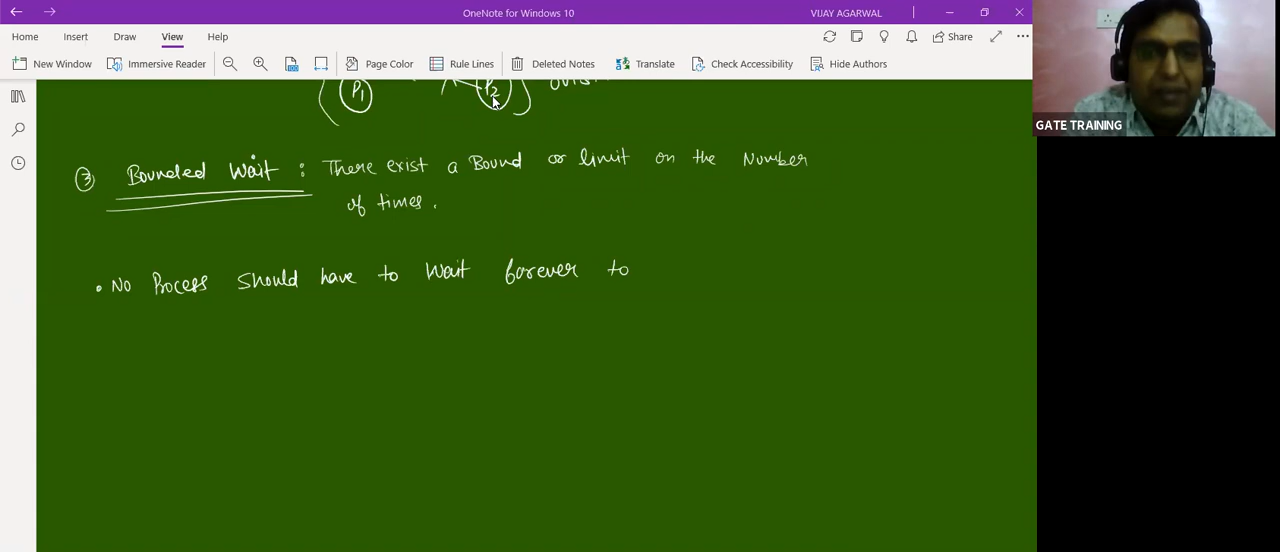 OneNote for Windows 10
VIJAY AGARWAL
Home Insert Draw View Help
Share
New Window Immersive Reader Page Color Rule Lines Deleted Notes Translate Check Accessibility Hide Authors
P1 P2
GATE TRAINING
③ Bounded Wait : There exist a Bound or limit on the Number
of times.
• No Process should have to wait forever to